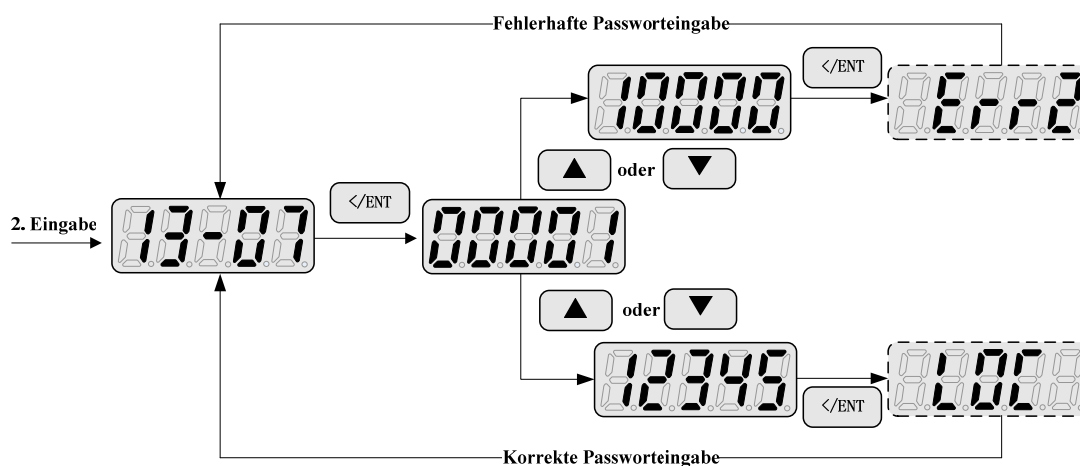 Fehlerhafte Passworteingabe
10000
</ENT
Err2
▲ oder ▼
2. Eingabe
13-07
</ENT
00001
▲ oder ▼
12345
</ENT
LOC
Korrekte Passworteingabe